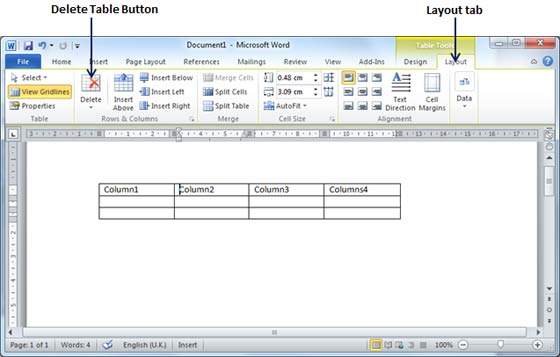 Delete Table Button
Layout tab
Document1 - Microsoft Word
Table Tools
File Home Insert Page Layout References Mailings Review View Add-Ins Design Layout
Select Delete Insert Above Insert Below Merge Cells 0.48 cm Text Direction Cell Margins Data
View Gridlines Insert Left Split Cells 3.09 cm
Properties Insert Right Split Table AutoFit
Table Rows & Columns Merge Cell Size Alignment
Column1 Column2 Column3 Columns4
Page: 1 of 1 Words: 4 English (U.K.) Insert 100%